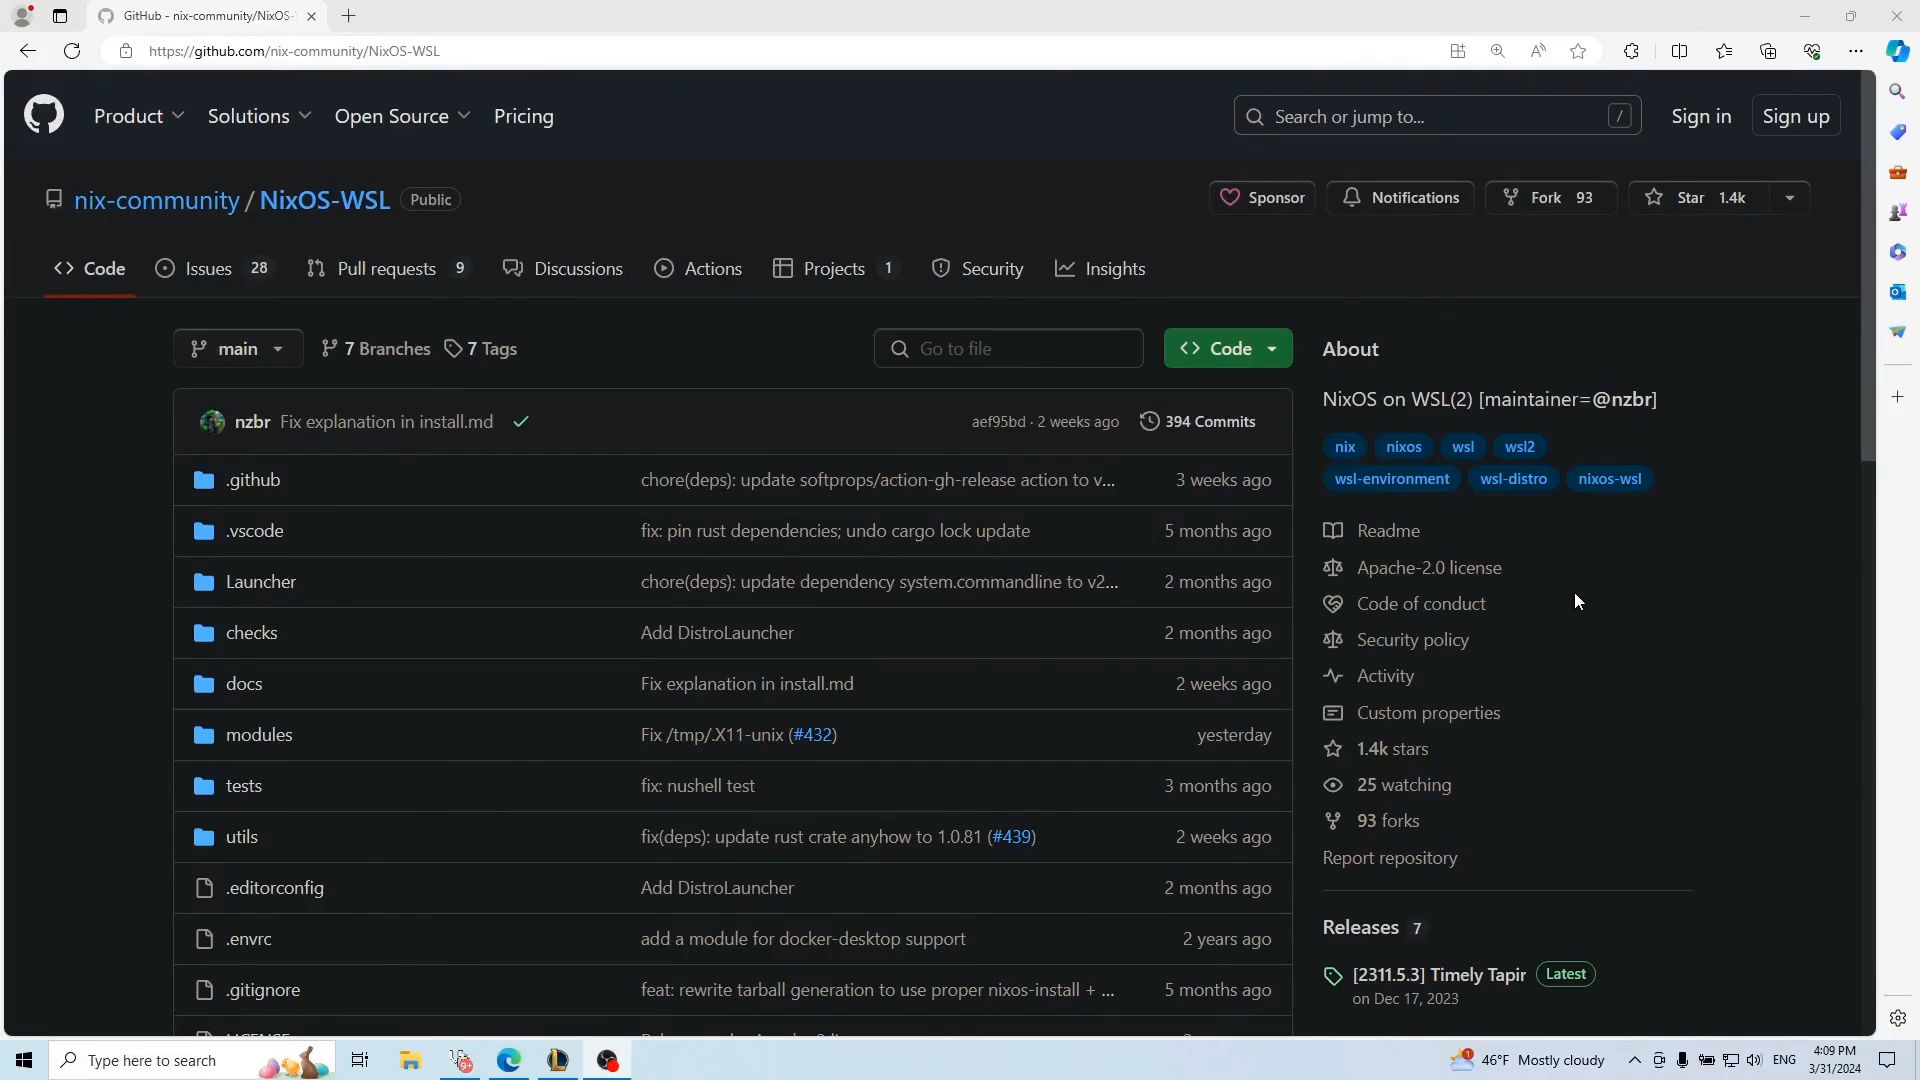 GitHub - nix-community/NixOS-
https://github.com/nix-community/NixOS-WSL
Product
Solutions
Open Source
Pricing
Search or jump to...
/
Sign in
Sign up
nix-community / NixOS-WSL
Public
Sponsor
Notifications
Fork 93
Star 1.4k
Code
Issues 28
Pull requests 9
Discussions
Actions
Projects 1
Security
Insights
main
7 Branches
7 Tags
Go to file
Code
nzbr Fix explanation in install.md
aef95bd · 2 weeks ago
394 Commits
.github chore(deps): update softprops/action-gh-release action to v... 3 weeks ago
.vscode fix: pin rust dependencies; undo cargo lock update 5 months ago
Launcher chore(deps): update dependency system.commandline to v2... 2 months ago
checks Add DistroLauncher 2 months ago
docs Fix explanation in install.md 2 weeks ago
modules Fix /tmp/.X11-unix (#432) yesterday
tests fix: nushell test 3 months ago
utils fix(deps): update rust crate anyhow to 1.0.81 (#439) 2 weeks ago
.editorconfig Add DistroLauncher 2 months ago
.envrc add a module for docker-desktop support 2 years ago
.gitignore feat: rewrite tarball generation to use proper nixos-install + ... 5 months ago
About
NixOS on WSL(2) [maintainer=@nzbr]
nix nixos wsl wsl2
wsl-environment wsl-distro nixos-wsl
Readme
Apache-2.0 license
Code of conduct
Security policy
Activity
Custom properties
1.4k stars
25 watching
93 forks
Report repository
Releases 7
[2311.5.3] Timely Tapir Latest
on Dec 17, 2023
Type here to search
9+
1
46°F Mostly cloudy
ENG
4:09 PM
3/31/2024